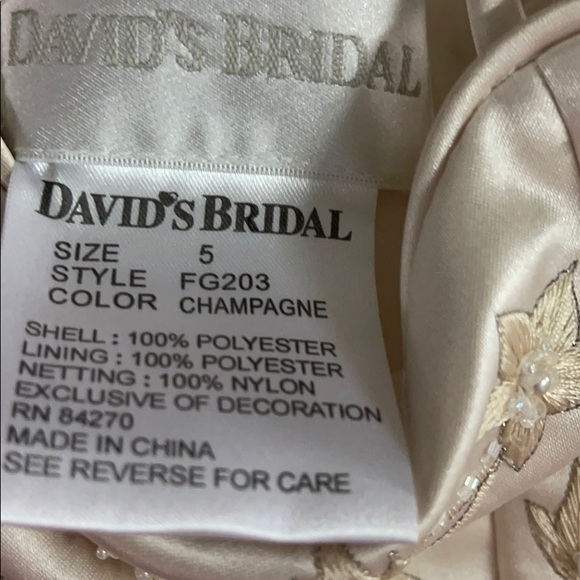 DAVID'S BRIDAL
DAVID'S BRIDAL
SIZE 5
STYLE FG203
COLOR CHAMPAGNE
SHELL : 100% POLYESTER
LINING : 100% POLYESTER
NETTING : 100% NYLON
EXCLUSIVE OF DECORATION
RN 84270
MADE IN CHINA
SEE REVERSE FOR CARE